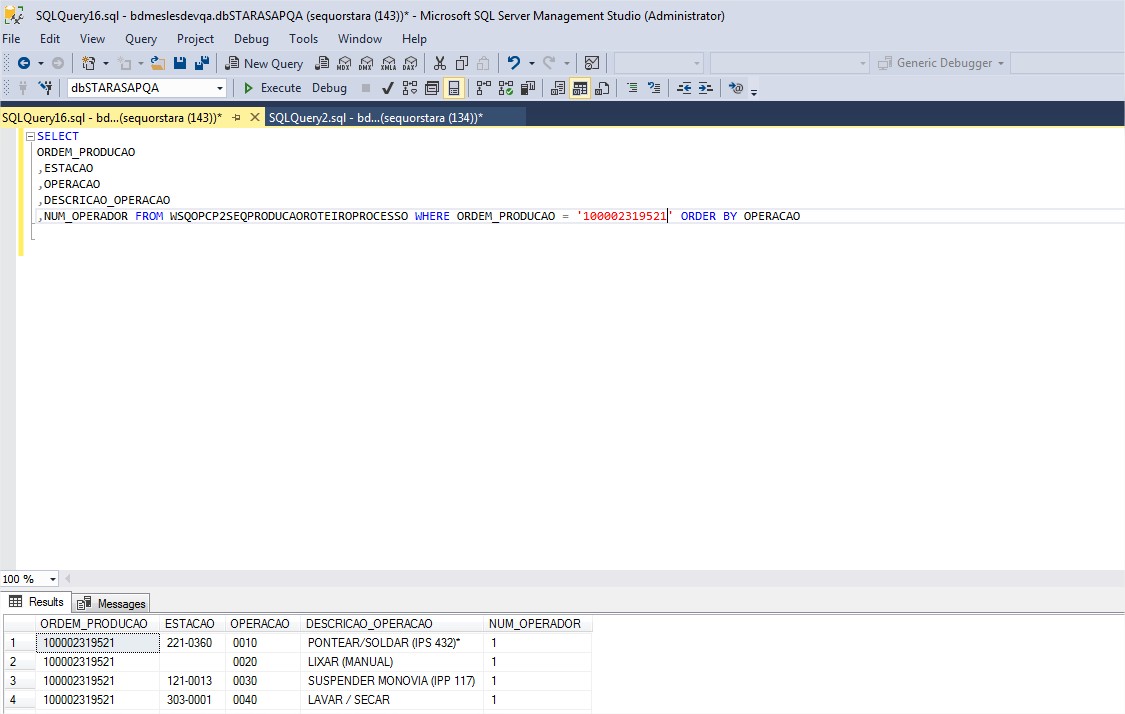 SQLQuery16.sql - bdmeslesdevqa.dbSTARASAPQA (sequorstara (143))* - Microsoft SQL Server Management Studio (Administrator)
File Edit View Query Project Debug Tools Window Help
New Query MDX DMX XMLA DAX Generic Debugger
dbSTARASAPQA Execute Debug
SQLQuery16.sql - bd...(sequorstara (143))* SQLQuery2.sql - bd...(sequorstara (134))*
SELECT
ORDEM_PRODUCAO
,ESTACAO
,OPERACAO
,DESCRICAO_OPERACAO
,NUM_OPERADOR FROM WSQOPCP2SEQPRODUCAOROTEIROPROCESSO WHERE ORDEM_PRODUCAO = '100002319521' ORDER BY OPERACAO
100 %
Results Messages
ORDEM_PRODUCAO ESTACAO OPERACAO DESCRICAO_OPERACAO NUM_OPERADOR
1 100002319521 221-0360 0010 PONTEAR/SOLDAR (IPS 432)* 1
2 100002319521 0020 LIXAR (MANUAL) 1
3 100002319521 121-0013 0030 SUSPENDER MONOVIA (IPP 117) 1
4 100002319521 303-0001 0040 LAVAR / SECAR 1